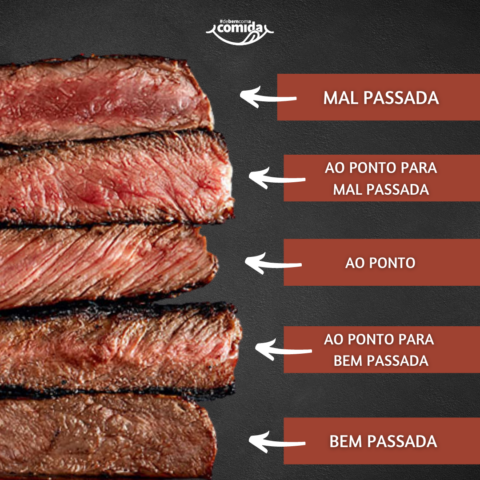 #debemcoma
comida
MAL PASSADA
AO PONTO PARA
MAL PASSADA
AO PONTO
AO PONTO PARA
BEM PASSADA
BEM PASSADA